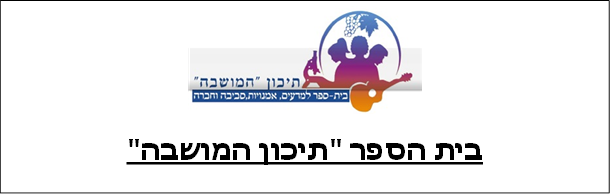 תיכון "המושבה"
בית-ספר למדעים, אמנויות,סביבה וחברה
בית הספר "תיכון המושבה"